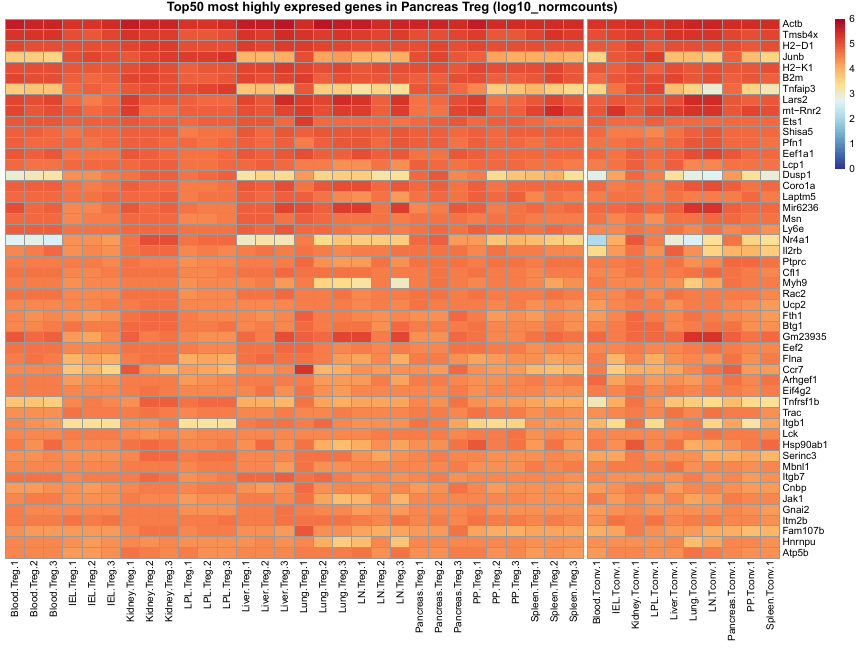 Top50 most highly expresed genes in Pancreas Treg (log10_normcounts)
Actb
Tmsb4x
H2−D1
Junb
H2−K1
B2m
Tnfaip3
Lars2
mt−Rnr2
Ets1
Shisa5
Pfn1
Eef1a1
Lcp1
Dusp1
Coro1a
Laptm5
Mir6236
Msn
Ly6e
Nr4a1
Il2rb
Ptprc
Cfl1
Myh9
Rac2
Ucp2
Fth1
Btg1
Gm23935
Eef2
Flna
Ccr7
Arhgef1
Eif4g2
Tnfrsf1b
Trac
Itgb1
Lck
Hsp90ab1
Serinc3
Mbnl1
Itgb7
Cnbp
Jak1
Gnai2
Itm2b
Fam107b
Hnrnpu
Atp5b
6
5
4
3
2
1
0
Blood.Treg.1
Blood.Treg.2
Blood.Treg.3
IEL.Treg.1
IEL.Treg.2
IEL.Treg.3
Kidney.Treg.1
Kidney.Treg.2
Kidney.Treg.3
LPL.Treg.1
LPL.Treg.2
LPL.Treg.3
Liver.Treg.1
Liver.Treg.2
Liver.Treg.3
Lung.Treg.1
Lung.Treg.2
Lung.Treg.3
LN.Treg.1
LN.Treg.2
LN.Treg.3
Pancreas.Treg.1
Pancreas.Treg.2
Pancreas.Treg.3
PP.Treg.1
PP.Treg.2
PP.Treg.3
Spleen.Treg.1
Spleen.Treg.2
Spleen.Treg.3
Blood.Tconv.1
IEL.Tconv.1
Kidney.Tconv.1
LPL.Tconv.1
Liver.Tconv.1
Lung.Tconv.1
LN.Tconv.1
Pancreas.Tconv.1
PP.Tconv.1
Spleen.Tconv.1